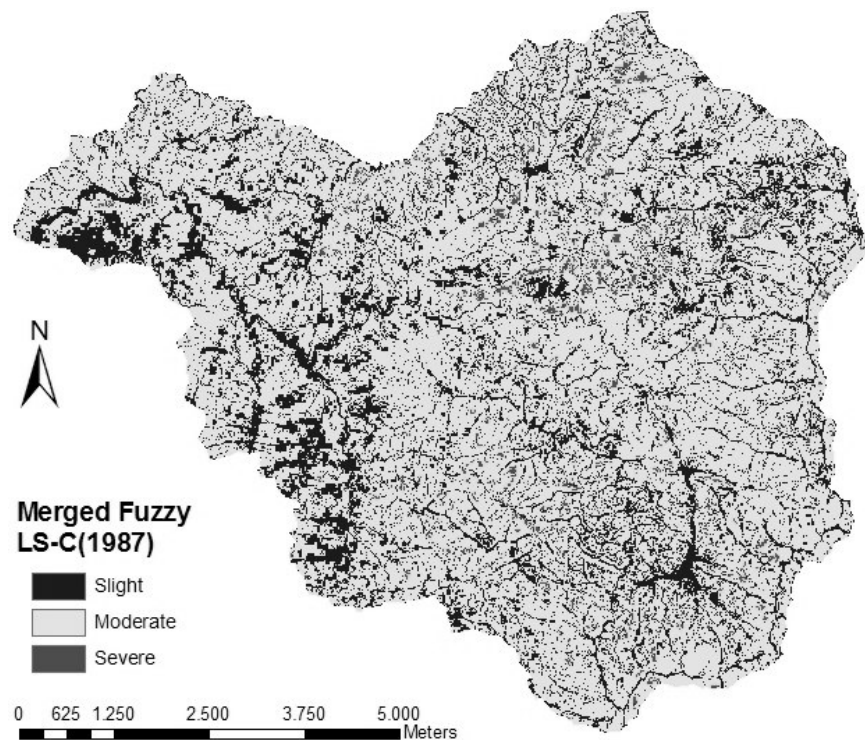 N
Merged Fuzzy
LS-C(1987)
Slight
Moderate
Severe
0 625 1.250 2.500 3.750 5.000
Meters